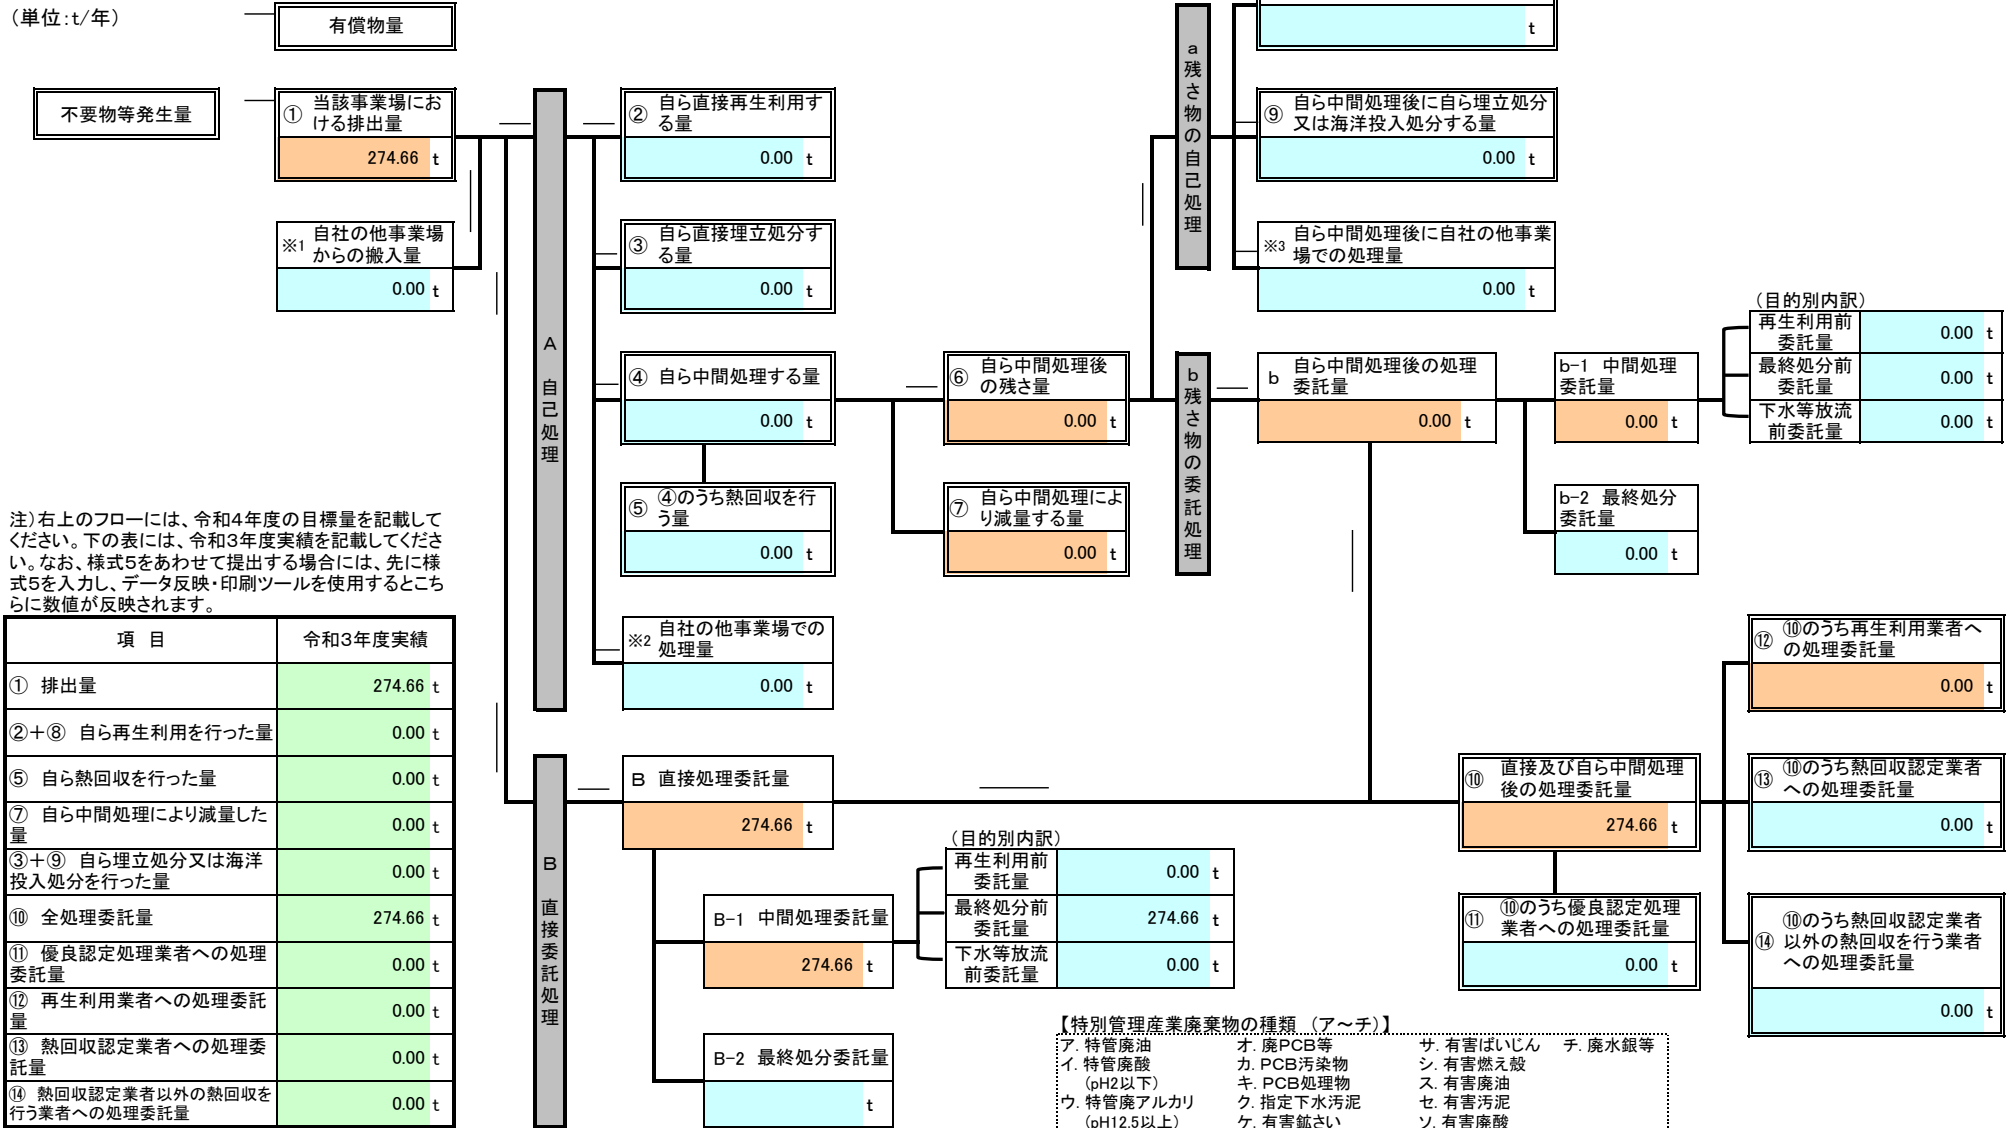 （単位:ｔ/年）
有償物量
t
不要物等発生量
① 当該事業場にお
ける排出量
274.66 t
※1 自社の他事業場
からの搬入量
0.00 t
A 自己処理
② 自ら直接再生利用す
る量
0.00 t
③ 自ら直接埋立処分す
る量
0.00 t
④ 自ら中間処理する量
0.00 t
⑤ ④のうち熱回収を行
う量
0.00 t
※2 自社の他事業場での
処理量
0.00 t
⑥ 自ら中間処理後
の残さ量
0.00 t
⑦ 自ら中間処理によ
り減量する量
0.00 t
a残さ物の自己処理
⑨ 自ら中間処理後に自ら埋立処分
又は海洋投入処分する量
0.00 t
※3 自ら中間処理後に自社の他事業
場での処理量
0.00 t
b残さ物の委託処理
b 自ら中間処理後の処理
委託量
0.00 t
b-1 中間処理
委託量
0.00 t
b-2 最終処分
委託量
0.00 t
（目的別内訳）
再生利用前
委託量 0.00 t
最終処分前
委託量 0.00 t
下水等放流
前委託量 0.00 t
注）右上のフローには、令和4年度の目標量を記載して
ください。下の表には、令和3年度実績を記載してくださ
い。なお、様式5をあわせて提出する場合には、先に様
式5を入力し、データ反映・印刷ツールを使用するとこち
らに数値が反映されます。
項 目 令和3年度実績
① 排出量 274.66 t
②＋⑧ 自ら再生利用を行った量 0.00 t
⑤ 自ら熱回収を行った量 0.00 t
⑦ 自ら中間処理により減量した
量 0.00 t
③＋⑨ 自ら埋立処分又は海洋
投入処分を行った量 0.00 t
⑩ 全処理委託量 274.66 t
⑪ 優良認定処理業者への処理
委託量 0.00 t
⑫ 再生利用業者への処理委託
量 0.00 t
⑬ 熱回収認定業者への処理委
託量 0.00 t
⑭ 熱回収認定業者以外の熱回収を
行う業者への処理委託量 0.00 t
B 直接委託処理
B 直接処理委託量
274.66 t
B-1 中間処理委託量
274.66 t
B-2 最終処分委託量
t
（目的別内訳）
再生利用前
委託量 0.00 t
最終処分前
委託量 274.66 t
下水等放流
前委託量 0.00 t
⑩ 直接及び自ら中間処理
後の処理委託量
274.66 t
⑪ ⑩のうち優良認定処理
業者への処理委託量
0.00 t
⑫ ⑩のうち再生利用業者へ
の処理委託量
0.00 t
⑬ ⑩のうち熱回収認定業者
への処理委託量
0.00 t
⑭ ⑩のうち熱回収認定業者
以外の熱回収を行う業者
への処理委託量
0.00 t
【特別管理産業廃棄物の種類 （ア～チ）】
ア. 特管廃油 オ. 廃PCB等 サ. 有害ばいじん チ. 廃水銀等
イ. 特管廃酸 カ. PCB汚染物 シ. 有害燃え殻
（pH2以下） キ. PCB処理物 ス. 有害廃油
ウ. 特管廃アルカリ ク. 指定下水汚泥 セ. 有害汚泥
（pH12.5以上） ケ. 有害鉱さい ソ. 有害廃酸